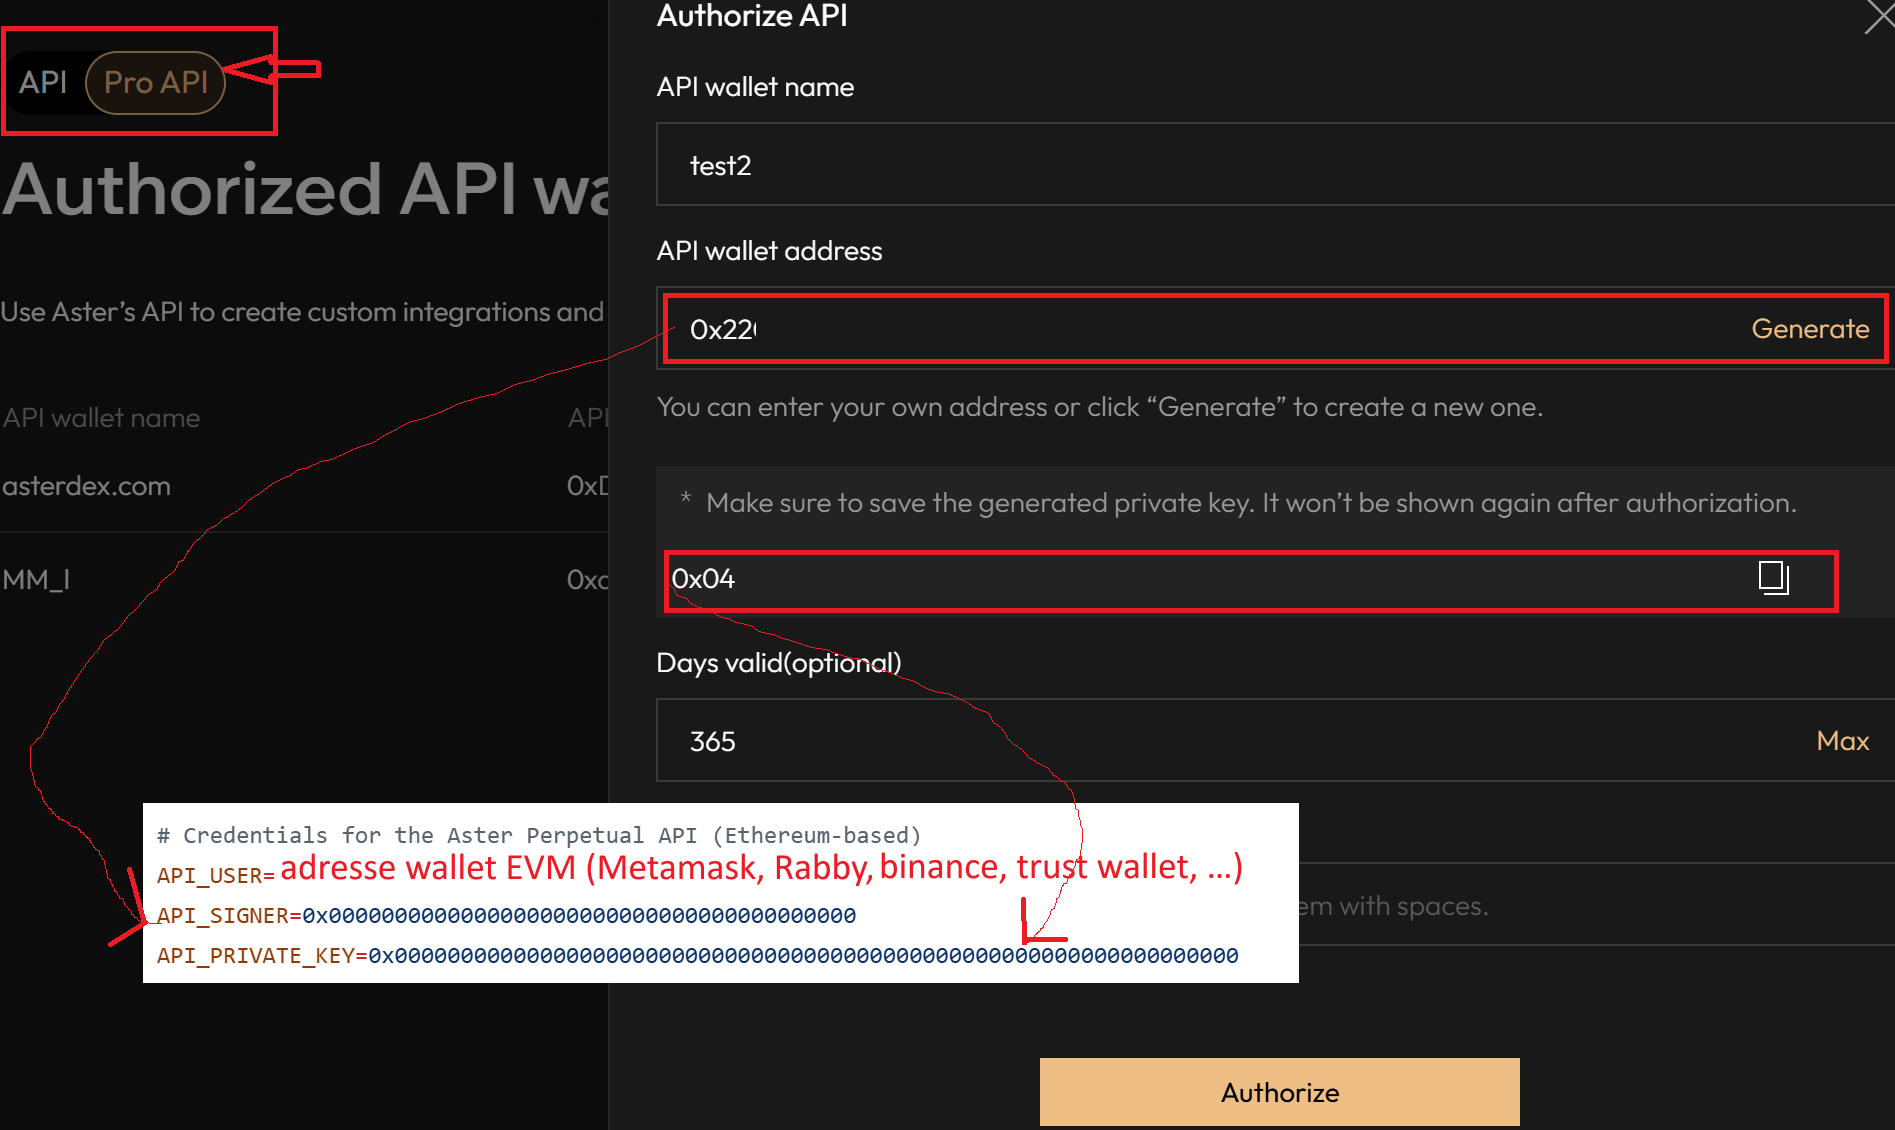 API Pro API
Authorized API wa
Use Aster's API to create custom integrations and
API wallet name API
asterdex.com 0xD
MM_l
Authorize API
API wallet name
test2
API wallet address
0x22 Generate
You can enter your own address or click “Generate” to create a new one.
* Make sure to save the generated private key. It won't be shown again after authorization.
0x04
Days valid(optional)
365 Max
em with spaces.
# Credentials for the Aster Perpetual API (Ethereum-based)
API_USER= adresse wallet EVM (Metamask, Rabby, binance, trust wallet, ...)
API_SIGNER=0x0000000000000000000000000000000000000000
API_PRIVATE_KEY=0x0000000000000000000000000000000000000000000000000000000000000000
Authorize